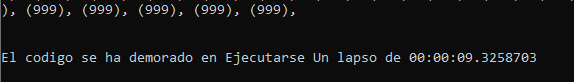 ), (999), (999), (999), (999), (999),
El codigo se ha demorado en Ejecutarse Un lapso de 00:00:09.3258703